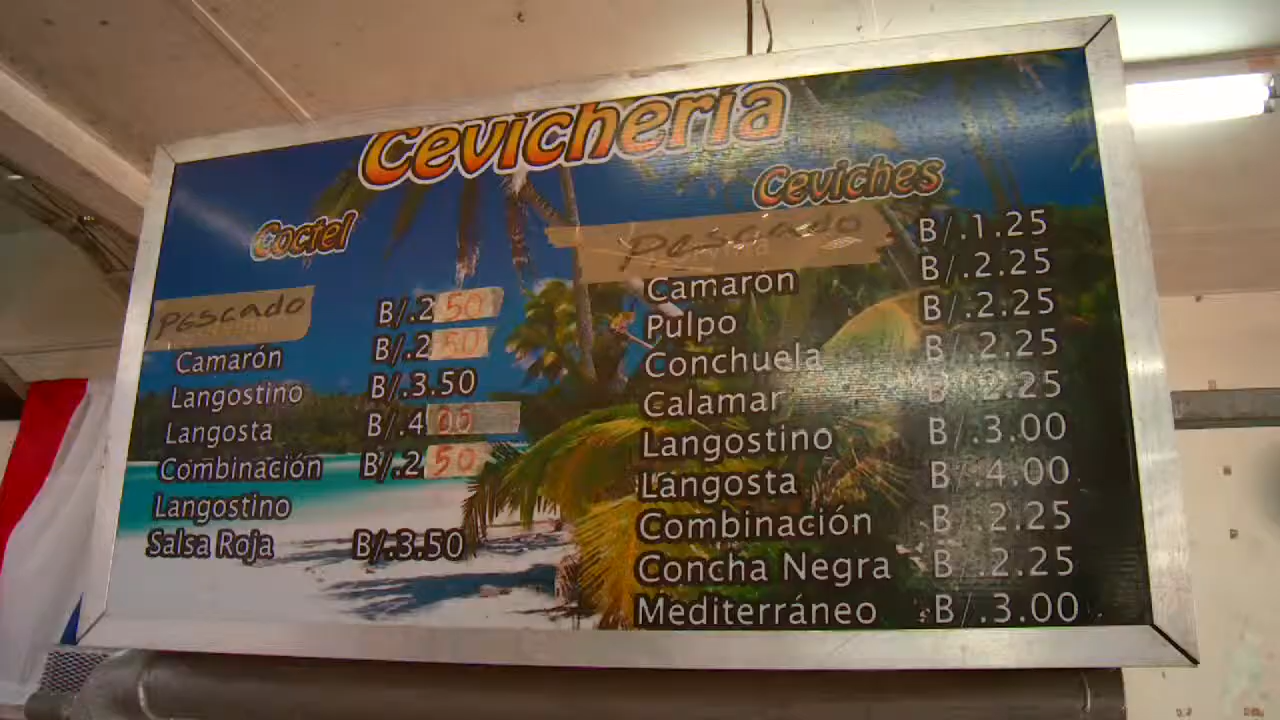 Cevichería
Coctel
Pescado B/.2.50
Camarón B/.2.50
Langostino B/.3.50
Langosta B/.4.00
Combinación B/.2.50
Langostino
Salsa Roja B/.3.50
Ceviches
Pescado B/.1.25
Camarón B/.2.25
Pulpo B/.2.25
Conchuela B/.2.25
Calamar B/.2.25
Langostino B/.3.00
Langosta B/.4.00
Combinación B/.2.25
Concha Negra B/.2.25
Mediterráneo B/.3.00